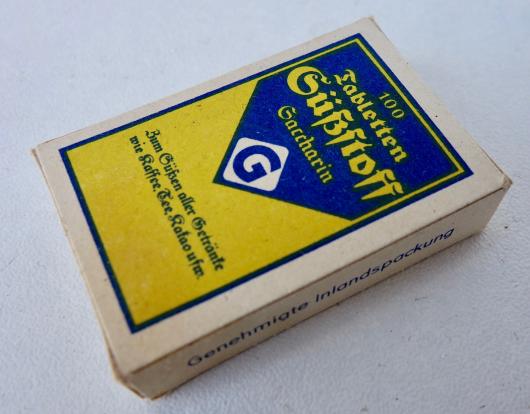 100
Tabletten
Süßstoff
Saccharin
G
Zum Süßen aller Getränke
wie Kaffee, Tee, Kakao usw.
Genehmigte Inlandspackung